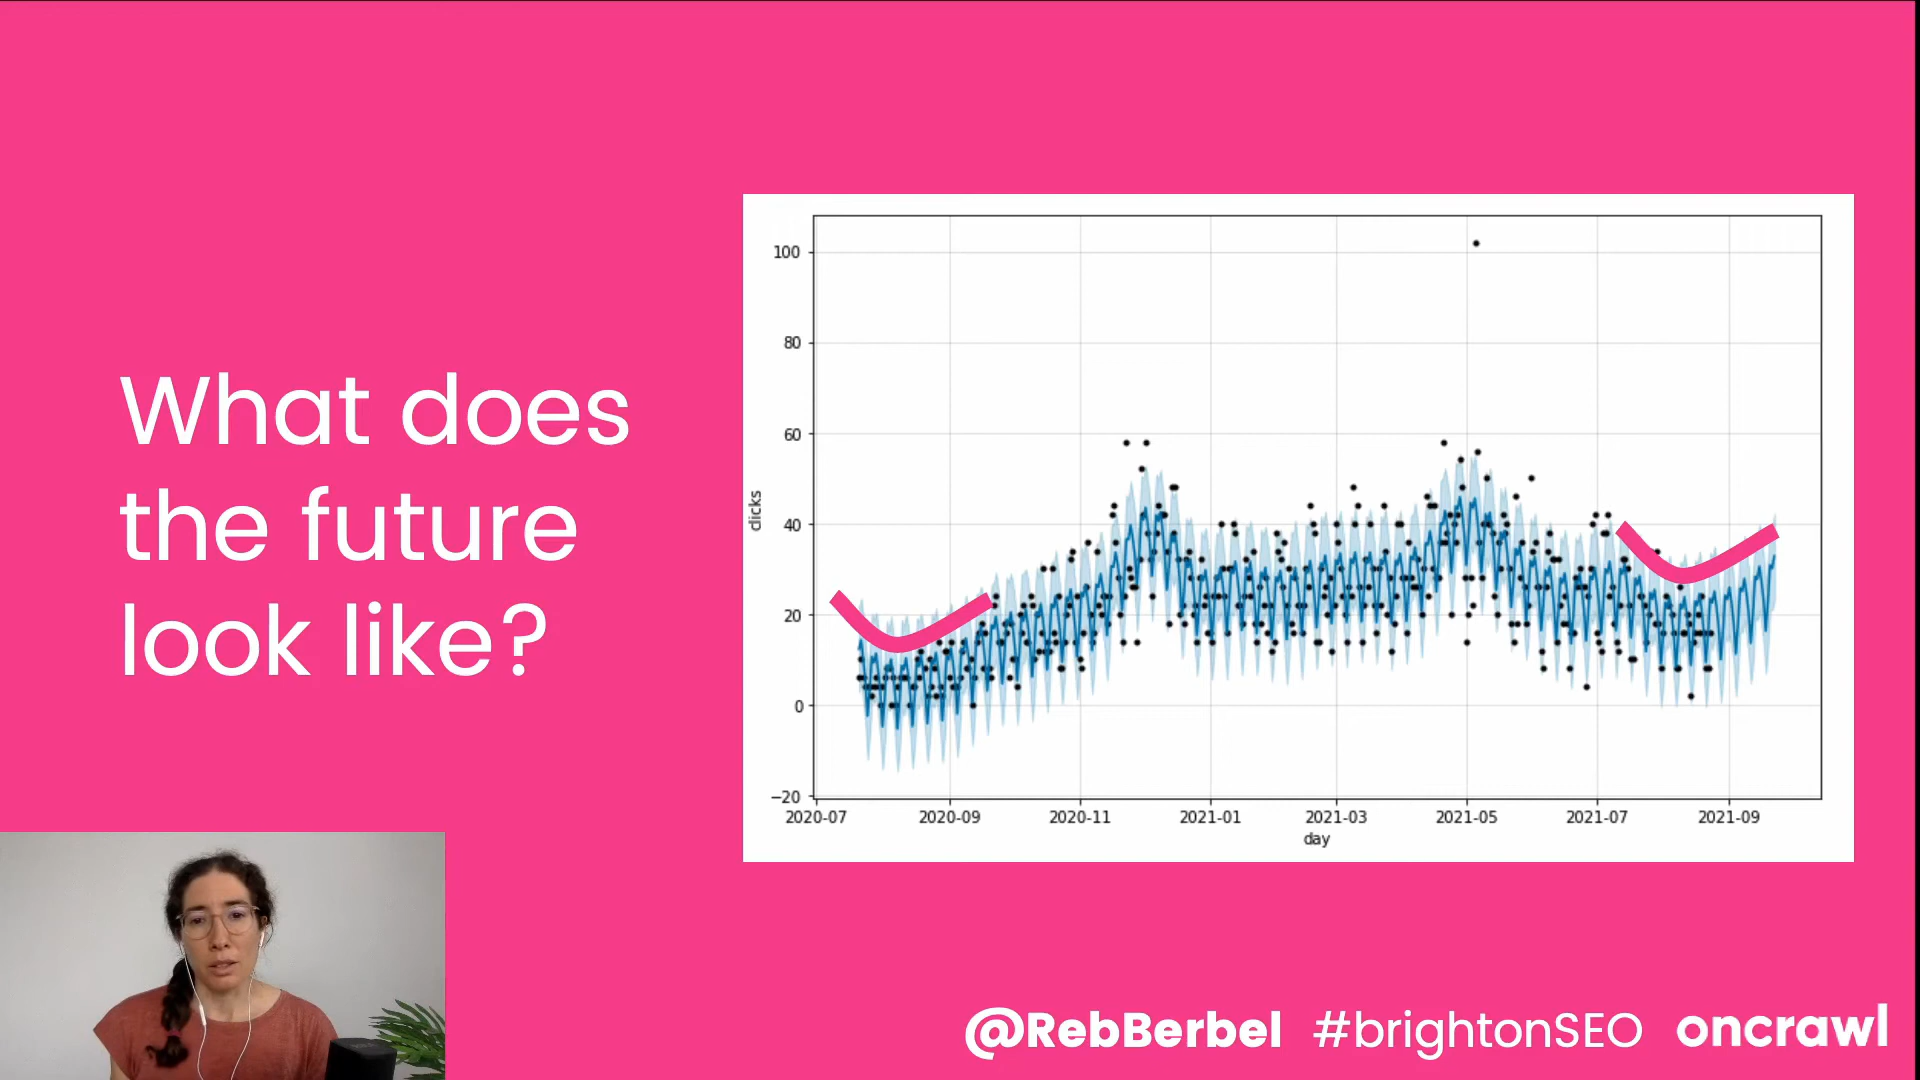 What does
the future
look like?
100
80
60
40
20
0
−20
clicks
2020-07 2020-09 2020-11 2021-01 2021-03 2021-05 2021-07 2021-09
day
@RebBerbel #brightonSEO oncrawl